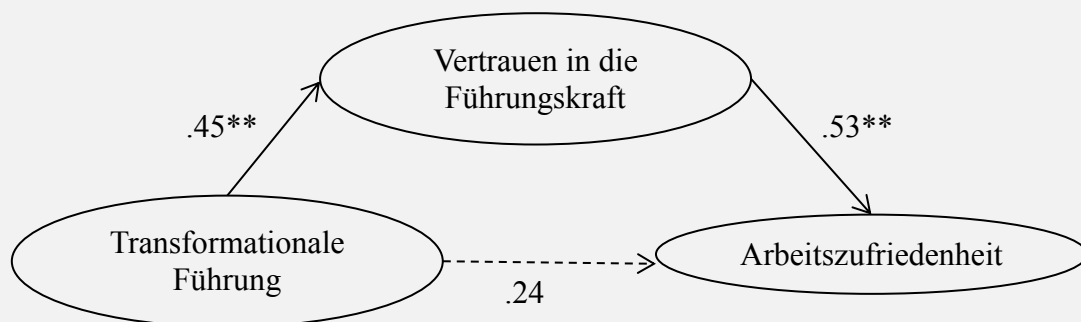 Vertrauen in die
Führungskraft
.45**
.53**
Transformationale
Führung
Arbeitszufriedenheit
.24